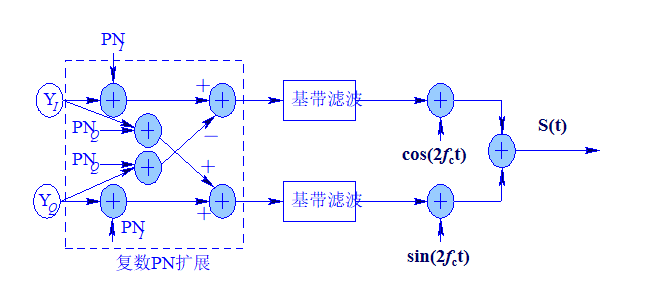 PN_I
Y_I
+
-
基带滤波
PN_Q
PN_Q
cos(2f_ct)
S(t)
+
Y_Q
+
基带滤波
PN_I
sin(2f_ct)
复数PN扩展